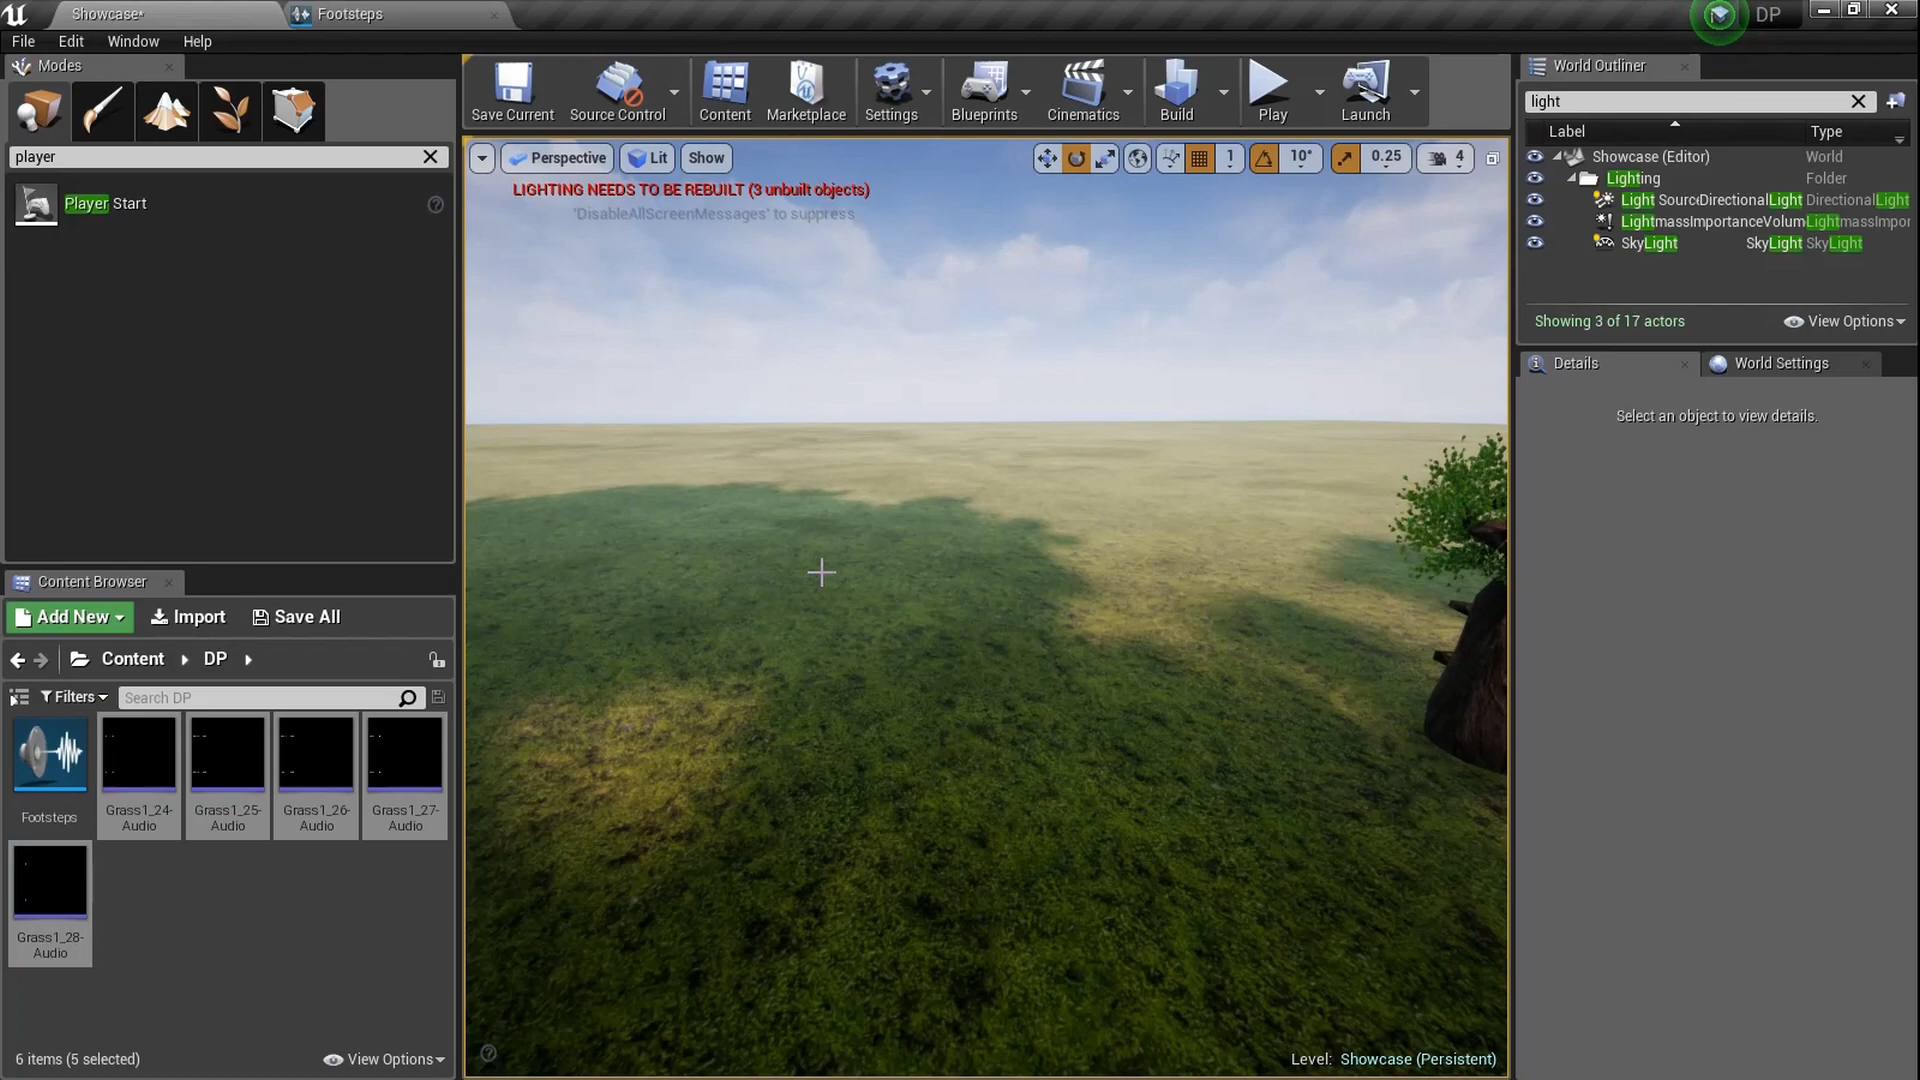 Showcase*
Footsteps
DP
File Edit Window Help
Modes
player
Player Start
Save Current
Source Control
Content
Marketplace
Settings
Blueprints
Cinematics
Build
Play
Launch
Perspective
Lit
Show
1
10°
0.25
4
LIGHTING NEEDS TO BE REBUILT (3 unbuilt objects)
'DisableAllScreenMessages' to suppress
Level: Showcase (Persistent)
World Outliner
light
Label Type
Showcase (Editor) World
Lighting Folder
Light SourceDirectionalLight DirectionalLight
LightmassImportanceVolum LightmassImpor
SkyLight SkyLight SkyLight
Showing 3 of 17 actors
View Options
Details
World Settings
Select an object to view details.
Content Browser
Add New
Import
Save All
Content DP
Filters
Search DP
Footsteps
Grass1_24-
Audio
Grass1_25-
Audio
Grass1_26-
Audio
Grass1_27-
Audio
Grass1_28-
Audio
6 items (5 selected)
View Options